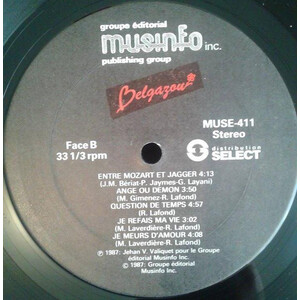 groupe éditorial
musinfo inc.
publishing group
Belgazou
MUSE-411
Face B
Stereo
33 1/3 rpm
distribution
SELECT
ENTRE MOZART ET JAGGER 4:13
(J.M. Bériat-P. Jaymes-G. Layani)
ANGE OU DEMON 3:50
(M. Gimenez-R. Lafond)
QUESTION DE TEMPS 4:57
(R. Lafond)
JE REFAIS MA VIE 3:02
(M. Laverdière-R. Lafond)
JE MEURS D'AMOUR 4:08
(M. Laverdière-R. Lafond)
Ⓟ 1987: Jehan V. Valiquet pour le Groupe
éditorial Musinfo Inc.
© 1987: Groupe éditorial
Musinfo Inc.